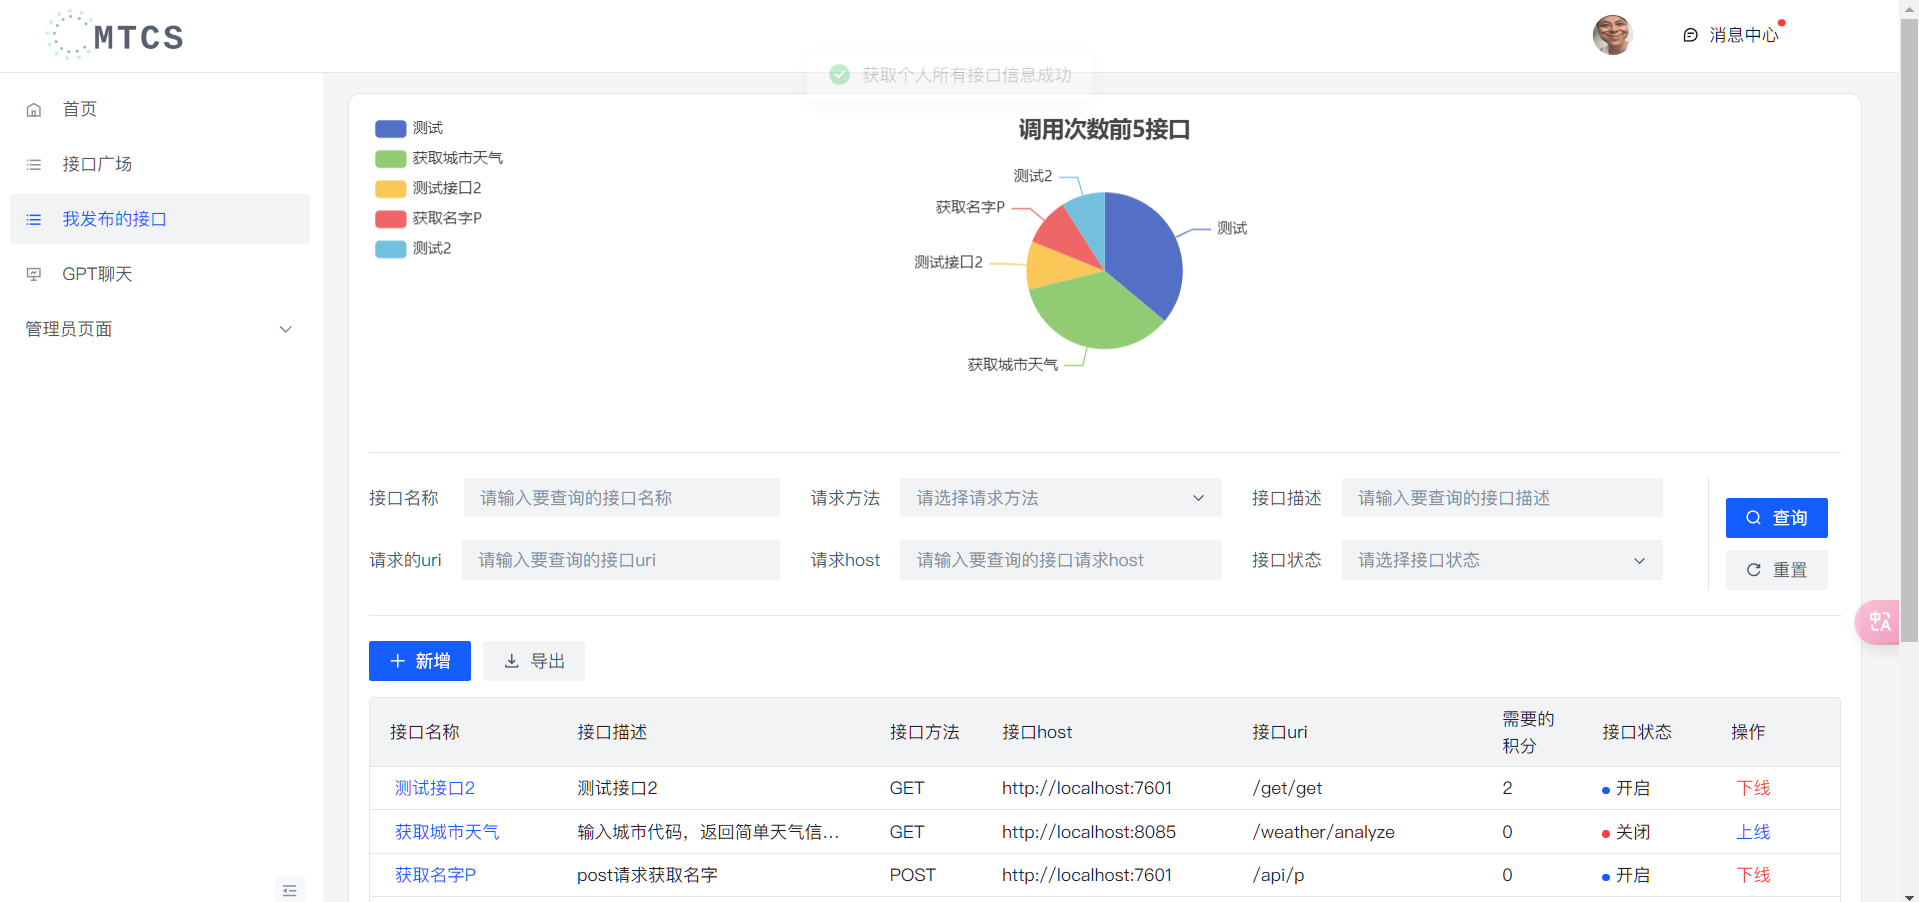 MTCS
消息中心
获取个人所有接口信息成功
首页
接口广场
我发布的接口
GPT聊天
管理员页面
测试
获取城市天气
测试接口2
获取名字P
测试2
调用次数前5接口
测试2
获取名字P
测试
测试接口2
获取城市天气
接口名称 请输入要查询的接口名称 请求方法 请选择请求方法 接口描述 请输入要查询的接口描述
请求的uri 请输入要查询的接口uri 请求host 请输入要查询的接口请求host 接口状态 请选择接口状态
查询
重置
中A
新增 导出
接口名称 接口描述 接口方法 接口host 接口uri 需要的积分 接口状态 操作
测试接口2 测试接口2 GET http://localhost:7601 /get/get 2 开启 下线
获取城市天气 输入城市代码，返回简单天气信... GET http://localhost:8085 /weather/analyze 0 关闭 上线
获取名字P post请求获取名字 POST http://localhost:7601 /api/p 0 开启 下线